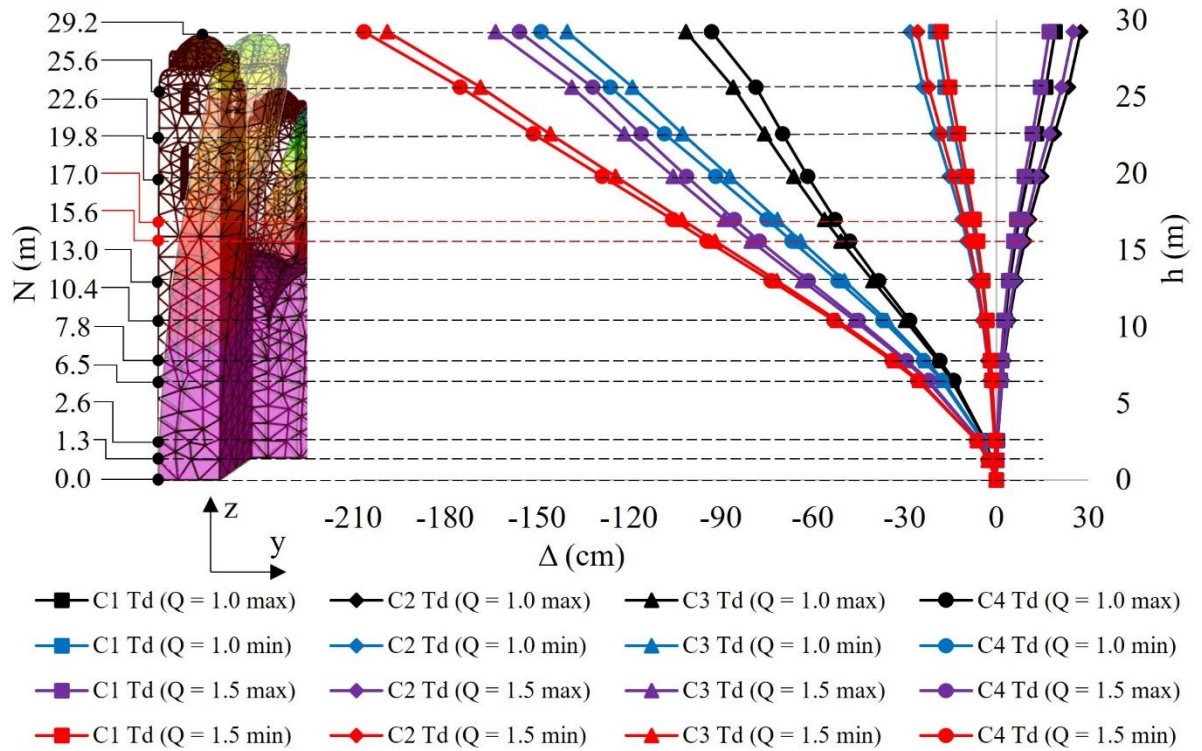 29.2
25.6
22.6
19.8
17.0
15.6
13.0
10.4
7.8
6.5
2.6
1.3
0.0
N (m)
z
y
30
25
20
15
10
5
0
h (m)
-210 -180 -150 -120 -90 -60 -30 0 30
Δ (cm)
C1 Td (Q = 1.0 max) C2 Td (Q = 1.0 max) C3 Td (Q = 1.0 max) C4 Td (Q = 1.0 max)
C1 Td (Q = 1.0 min) C2 Td (Q = 1.0 min) C3 Td (Q = 1.0 min) C4 Td (Q = 1.0 min)
C1 Td (Q = 1.5 max) C2 Td (Q = 1.5 max) C3 Td (Q = 1.5 max) C4 Td (Q = 1.5 max)
C1 Td (Q = 1.5 min) C2 Td (Q = 1.5 min) C3 Td (Q = 1.5 min) C4 Td (Q = 1.5 min)